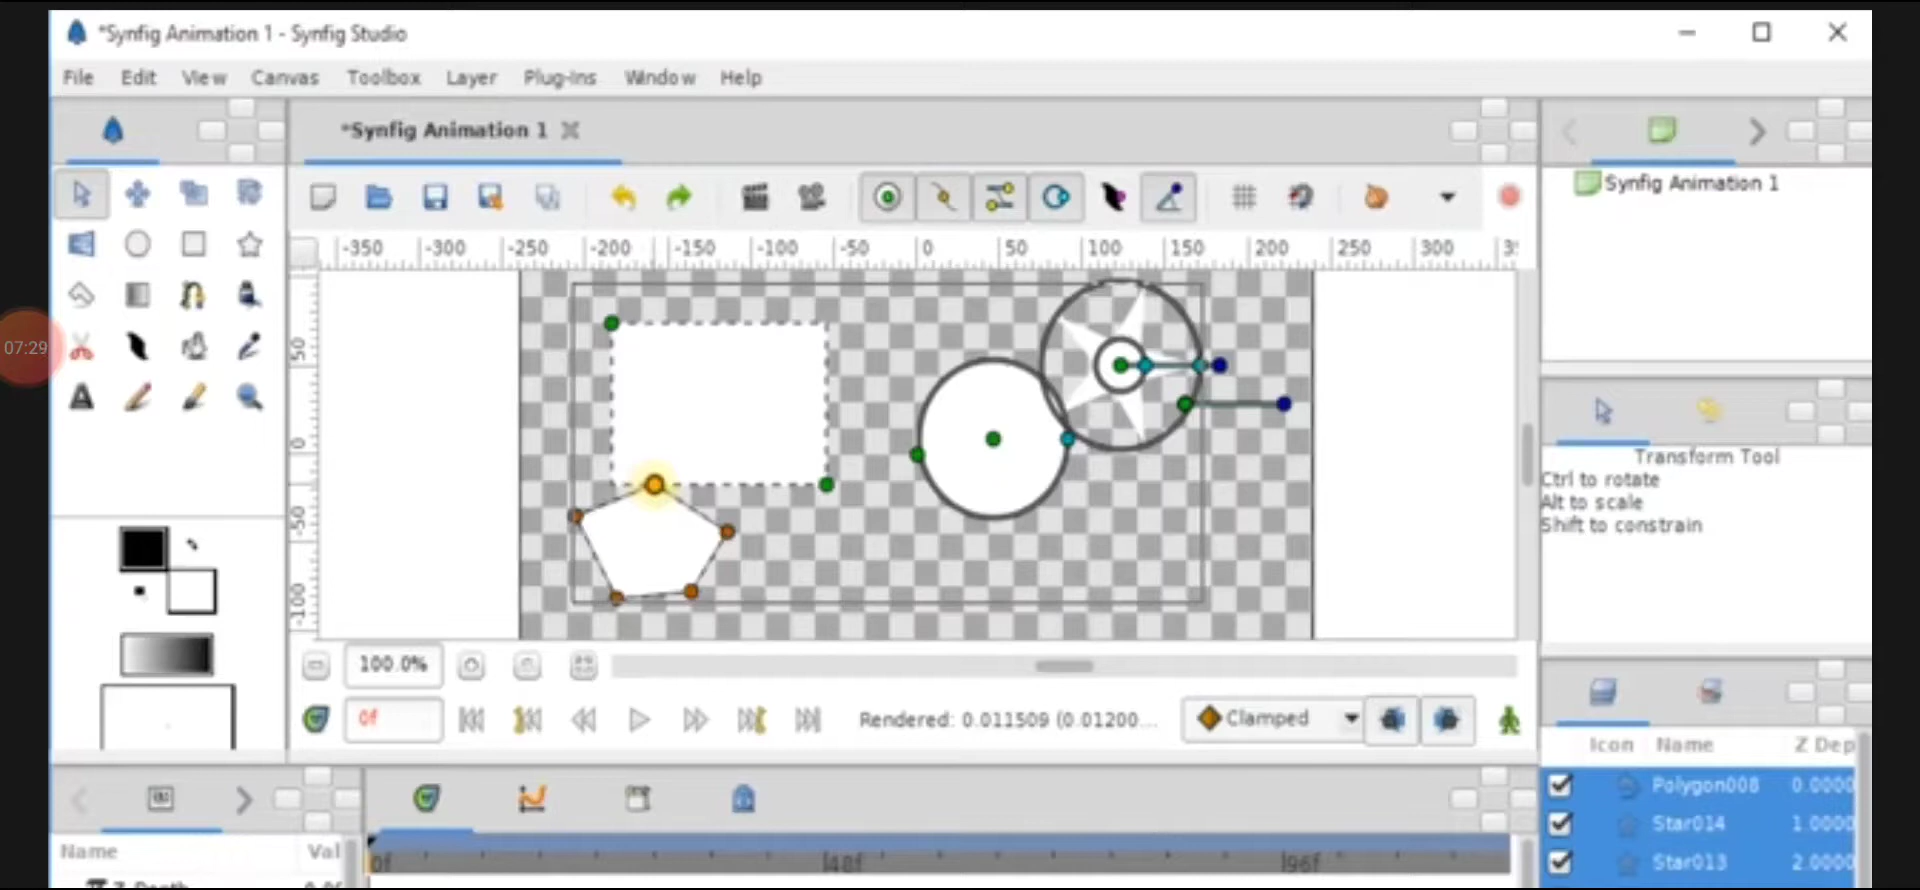 *Synfig Animation 1 - Synfig Studio
File Edit View Canvas Toolbox Layer Plug-Ins Window Help
*Synfig Animation 1
-350 -300 -250 -200 -150 -100 -50 0 50 100 150 200 250 300
50
0
-50
-100
07:29
Synfig Animation 1
Transform Tool
Ctrl to rotate
Alt to scale
Shift to constrain
100.0%
0f
Rendered: 0.011509 (0.01200...
Clamped
Icon Name Z Dep
Polygon008 0.0000
Star014 1.0000
Star013 2.0000
Name Val
0f 48f 96f
Z Depth